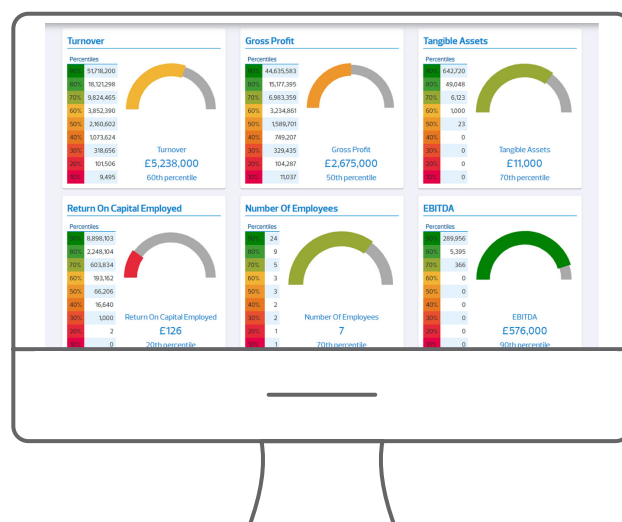 Turnover
Percentiles
90% 51,718,200
80% 18,121,298
70% 9,824,465
60% 3,852,390
50% 2,160,602
40% 1,073,624
30% 318,656
20% 101,506
10% 9,495
Turnover
£5,238,000
60th percentile
Gross Profit
Percentiles
90% 44,635,583
80% 15,177,395
70% 6,983,359
60% 3,234,861
50% 1,589,701
40% 749,207
30% 329,435
20% 104,287
10% 11,037
Gross Profit
£2,675,000
50th percentile
Tangible Assets
Percentiles
90% 642,720
80% 49,048
70% 6,123
60% 1,000
50% 23
40% 0
30% 0
20% 0
10% 0
Tangible Assets
£11,000
70th percentile
Return On Capital Employed
Percentiles
90% 8,898,103
80% 2,248,104
70% 603,834
60% 193,162
50% 66,206
40% 16,640
30% 1,000
20% 2
10% 0
Return On Capital Employed
£126
20th percentile
Number Of Employees
Percentiles
90% 24
80% 9
70% 5
60% 3
50% 3
40% 2
30% 2
20% 1
10% 1
Number Of Employees
7
70th percentile
EBITDA
Percentiles
90% 289,956
80% 5,395
70% 366
60% 0
50% 0
40% 0
30% 0
20% 0
10% 0
EBITDA
£576,000
90th percentile